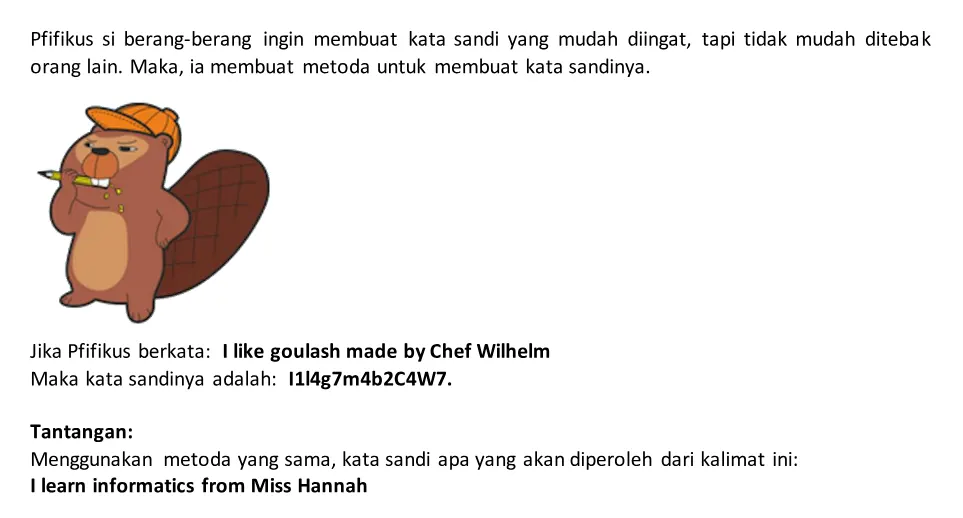 Pfifikus si berang-berang ingin membuat kata sandi yang mudah diingat, tapi tidak mudah ditebak
orang lain. Maka, ia membuat metoda untuk membuat kata sandinya.
Jika Pfifikus berkata: I like goulash made by Chef Wilhelm
Maka kata sandinya adalah: I1l4g7m4b2C4W7.
Tantangan:
Menggunakan metoda yang sama, kata sandi apa yang akan diperoleh dari kalimat ini:
I learn informatics from Miss Hannah